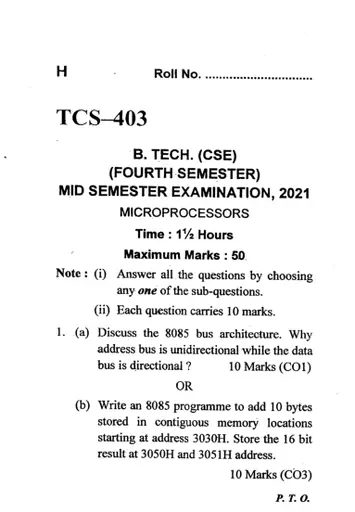 H Roll No. ...............................
TCS–403
B. TECH. (CSE)
(FOURTH SEMESTER)
MID SEMESTER EXAMINATION, 2021
MICROPROCESSORS
Time : 1½ Hours
Maximum Marks : 50
Note : (i) Answer all the questions by choosing
any one of the sub-questions.
(ii) Each question carries 10 marks.
1. (a) Discuss the 8085 bus architecture. Why
address bus is unidirectional while the data
bus is directional ? 10 Marks (CO1)
OR
(b) Write an 8085 programme to add 10 bytes
stored in contiguous memory locations
starting at address 3030H. Store the 16 bit
result at 3050H and 3051H address.
10 Marks (CO3)
P. T. O.